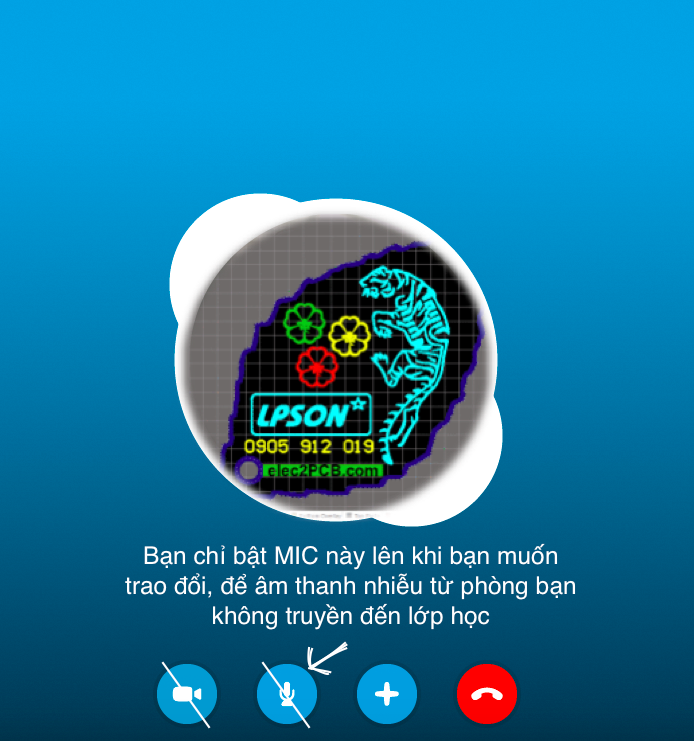 LPSON
0905 912 019
elec2PCB.com
Bạn chỉ bật MIC này lên khi bạn muốn
trao đổi, để âm thanh nhiễu từ phòng bạn
không truyền đến lớp học